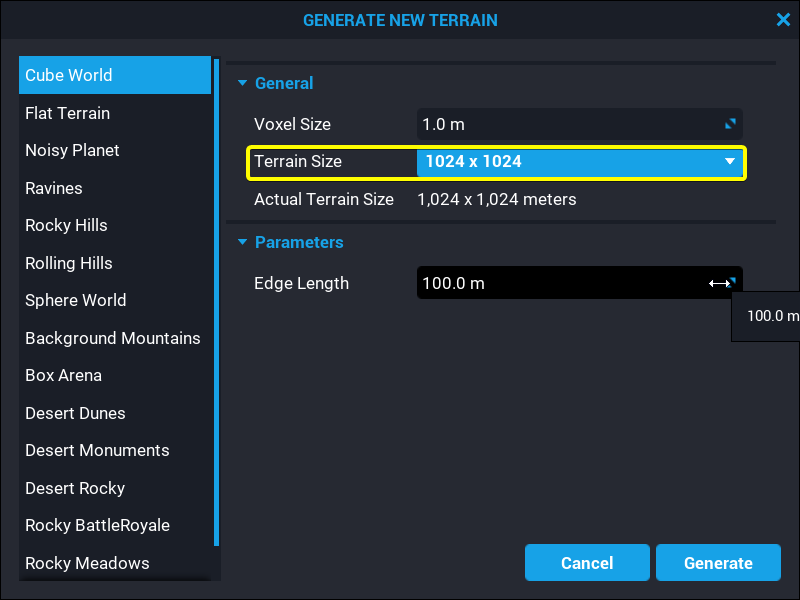 GENERATE NEW TERRAIN
Cube World
Flat Terrain
Noisy Planet
Ravines
Rocky Hills
Rolling Hills
Sphere World
Background Mountains
Box Arena
Desert Dunes
Desert Monuments
Desert Rocky
Rocky BattleRoyale
Rocky Meadows
General
Voxel Size 1.0 m
Terrain Size 1024 x 1024
Actual Terrain Size 1,024 x 1,024 meters
Parameters
Edge Length 100.0 m
100.0 m
Cancel Generate